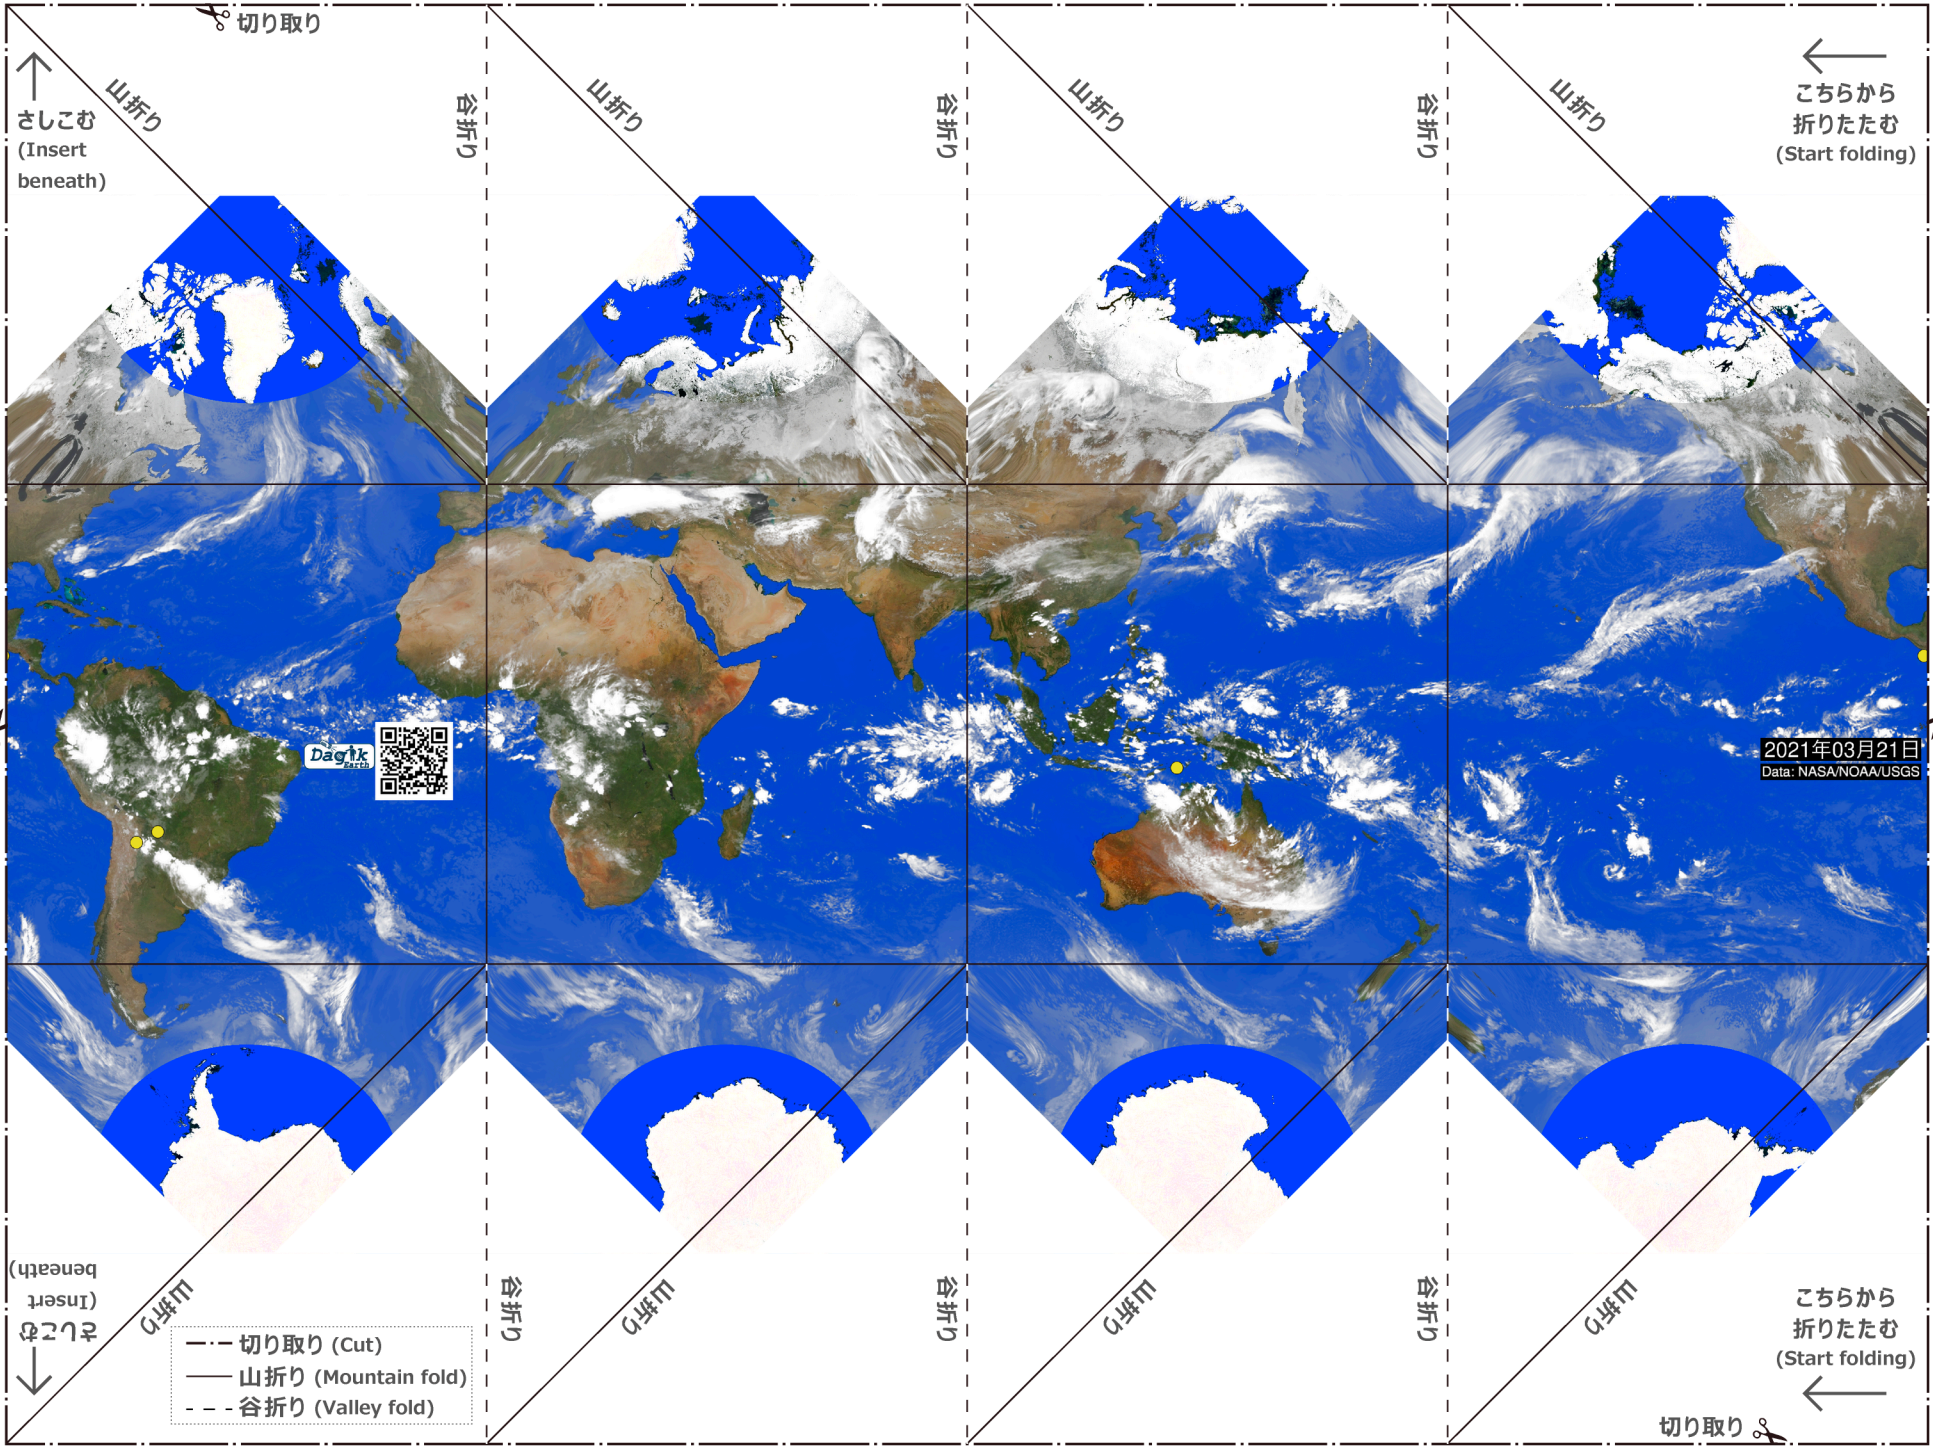 切り取り
山折り
谷折り
山折り
谷折り
山折り
谷折り
山折り
さしこむ
(Insert
beneath)
こちらから
折りたたむ
(Start folding)
Dagik
Earth
2021年03月21日
Data: NASA/NOAA/USGS
さしこむ
(Insert
beneath)
山折り
谷折り
山折り
谷折り
山折り
谷折り
山折り
こちらから
折りたたむ
(Start folding)
切り取り (Cut)
山折り (Mountain fold)
谷折り (Valley fold)
切り取り